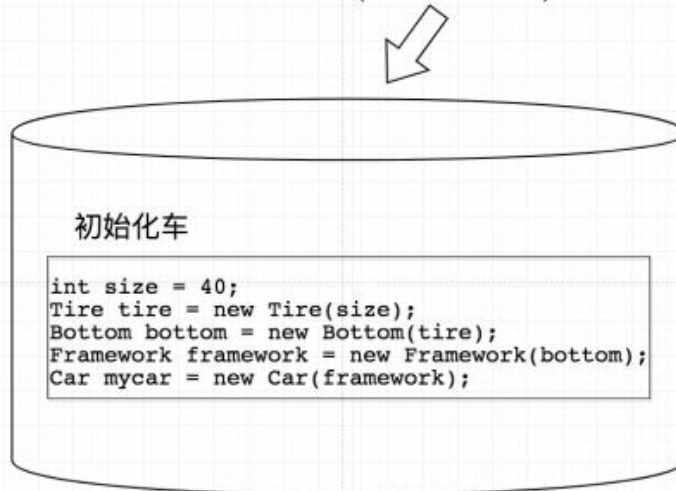 初始化车
int size = 40;
Tire tire = new Tire(size);
Bottom bottom = new Bottom(tire);
Framework framework = new Framework(bottom);
Car mycar = new Car(framework);